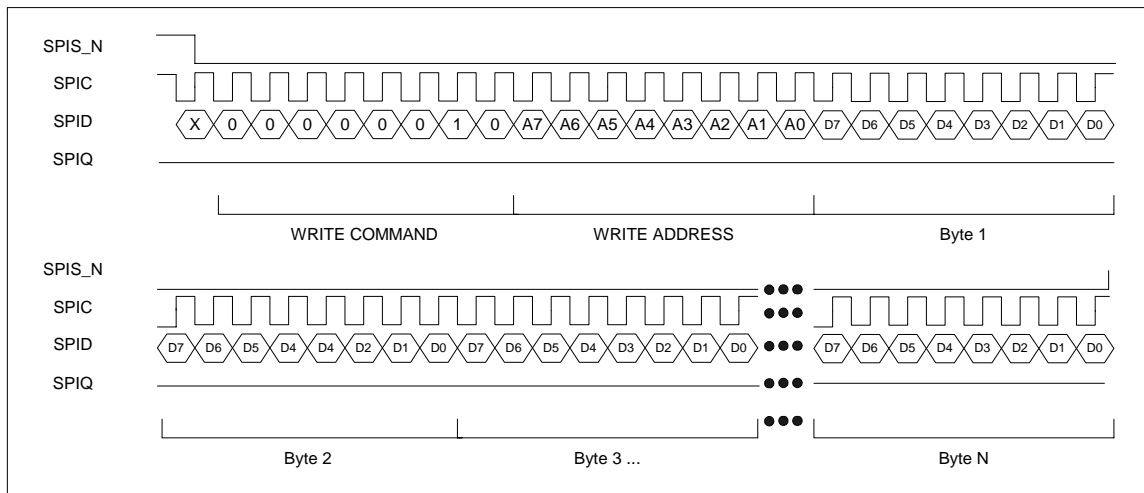 SPIS_N
SPIC
SPID X 0 0 0 0 0 0 1 0 A7 A6 A5 A4 A3 A2 A1 A0 D7 D6 D5 D4 D3 D2 D1 D0
SPIQ
WRITE COMMAND WRITE ADDRESS Byte 1
SPIS_N
SPIC
SPID D7 D6 D5 D4 D4 D2 D1 D0 D7 D6 D5 D4 D3 D2 D1 D0 D7 D6 D5 D4 D3 D2 D1 D0
SPIQ
Byte 2 Byte 3 ... Byte N